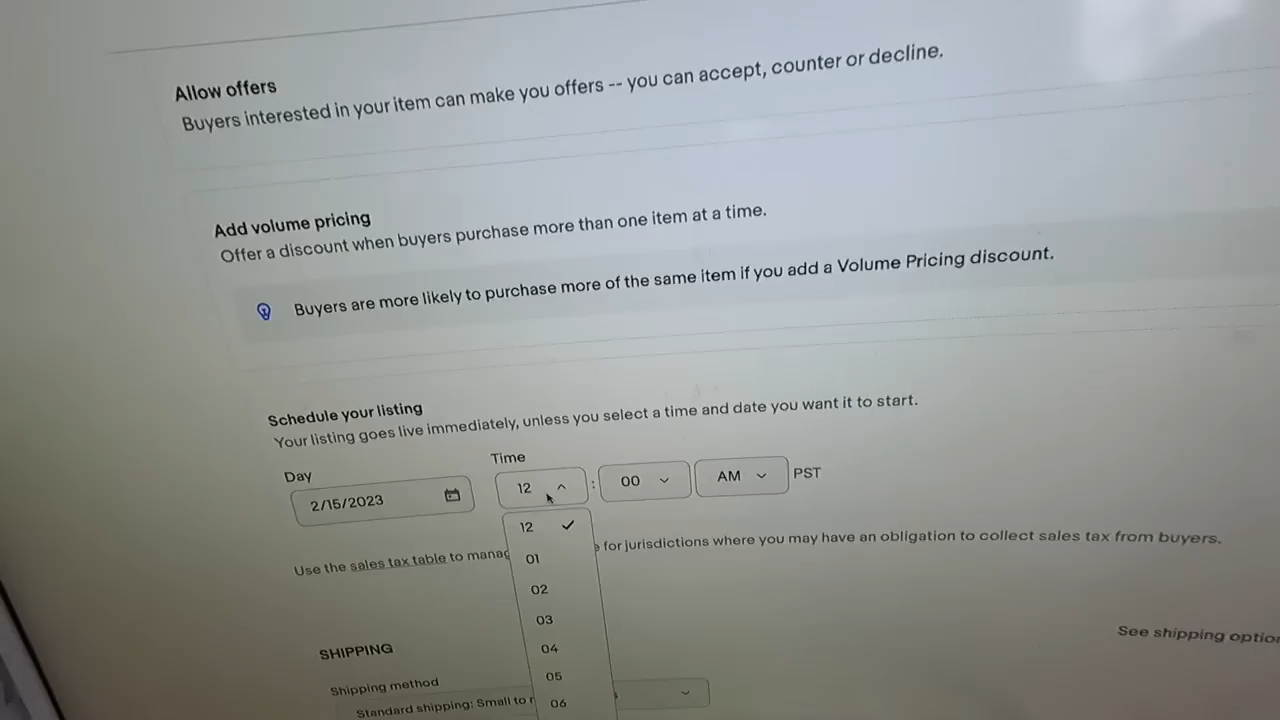 Allow offers
Buyers interested in your item can make you offers -- you can accept, counter or decline.
Add volume pricing
Offer a discount when buyers purchase more than one item at a time.
Buyers are more likely to purchase more of the same item if you add a Volume Pricing discount.
Schedule your listing
Your listing goes live immediately, unless you select a time and date you want it to start.
Day
Time
2/15/2023
12 : 00 AM PST
12
Use the sales tax table to manag
for jurisdictions where you may have an obligation to collect sales tax from buyers.
01
02
03
04
05
06
SHIPPING
See shipping option
Shipping method
Standard shipping: Small to